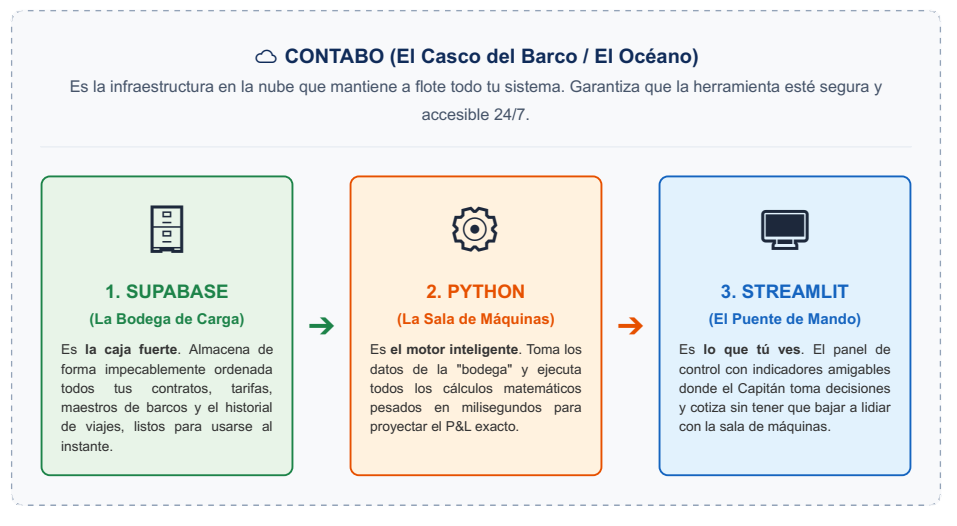 CONTABO (El Casco del Barco / El Océano)
Es la infraestructura en la nube que mantiene a flote todo tu sistema. Garantiza que la herramienta esté segura y
accesible 24/7.
1. SUPABASE
(La Bodega de Carga)
Es la caja fuerte. Almacena de
forma impecablemente ordenada
todos tus contratos, tarifas,
maestros de barcos y el historial
de viajes, listos para usarse al
instante.
2. PYTHON
(La Sala de Máquinas)
Es el motor inteligente. Toma los
datos de la "bodega" y ejecuta
todos los cálculos matemáticos
pesados en milisegundos para
proyectar el P&L exacto.
3. STREAMLIT
(El Puente de Mando)
Es lo que tú ves. El panel de
control con indicadores amigables
donde el Capitán toma decisiones
y cotiza sin tener que bajar a lidiar
con la sala de máquinas.